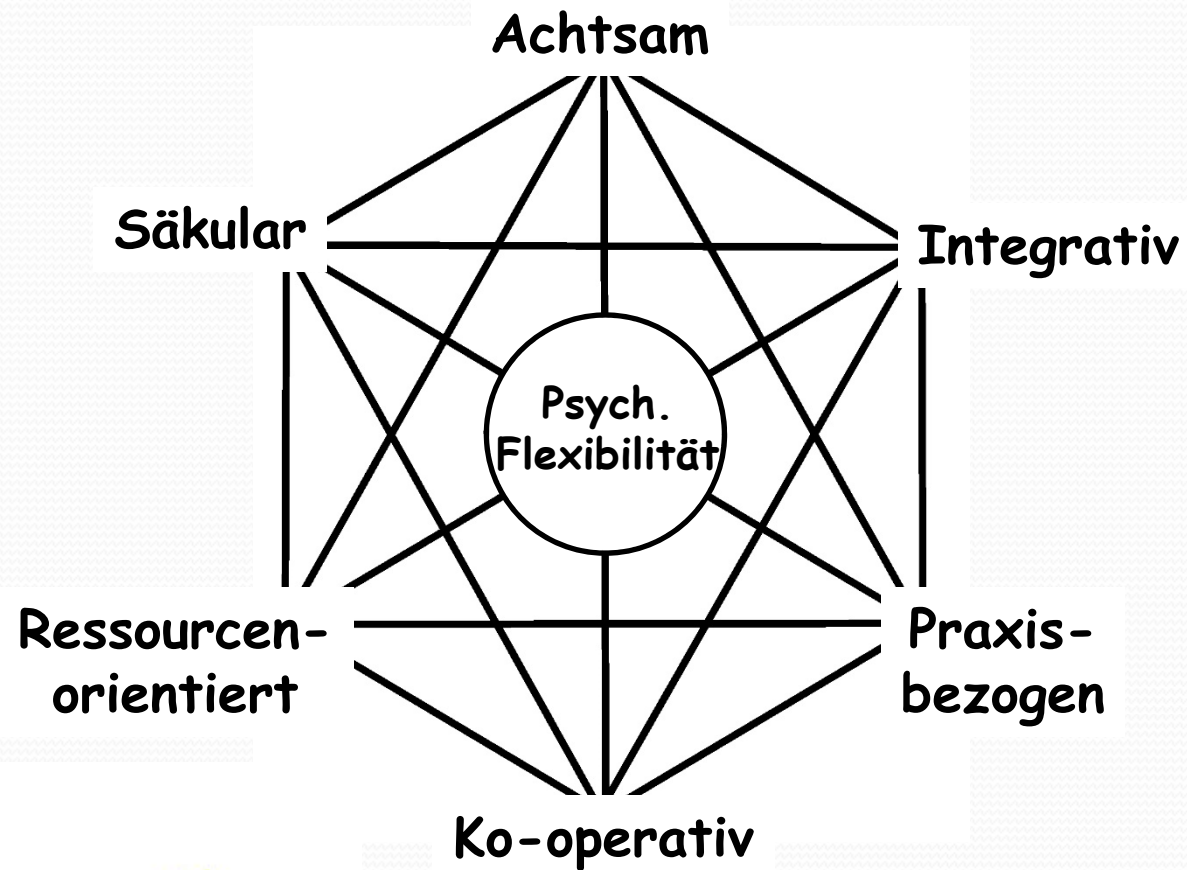 Achtsam
Säkular
Integrativ
Psych.
Flexibilität
Ressourcen-
orientiert
Praxis-
bezogen
Ko-operativ